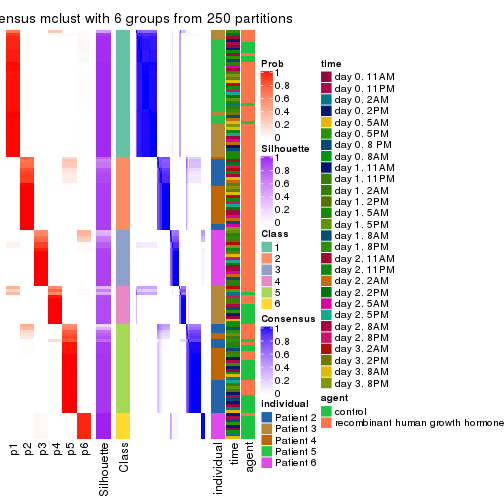 ensus mclust with 6 groups from 250 partitions
Prob
1
0.8
0.6
0.4
0.2
0
Silhouette
1
0.8
0.6
0.4
0.2
0
Class
1
2
3
4
5
6
Consensus
1
0.8
0.6
0.4
0.2
0
individual
Patient 2
Patient 3
Patient 4
Patient 5
Patient 6
time
day 0. 11AM
day 0. 11PM
day 0. 2AM
day 0. 2PM
day 0. 5AM
day 0. 5PM
day 0. 8 PM
day 0. 8AM
day 1. 11AM
day 1. 11PM
day 1. 2AM
day 1. 2PM
day 1. 5AM
day 1. 5PM
day 1. 8AM
day 1. 8PM
day 2. 11AM
day 2. 11PM
day 2. 2AM
day 2. 2PM
day 2. 5AM
day 2. 5PM
day 2. 8AM
day 2. 8PM
day 3. 2AM
day 3. 2PM
day 3. 8AM
day 3. 8PM
agent
control
recombinant human growth hormone
p1
p2
p3
p4
p5
p6
Silhouette
Class
individual
time
agent